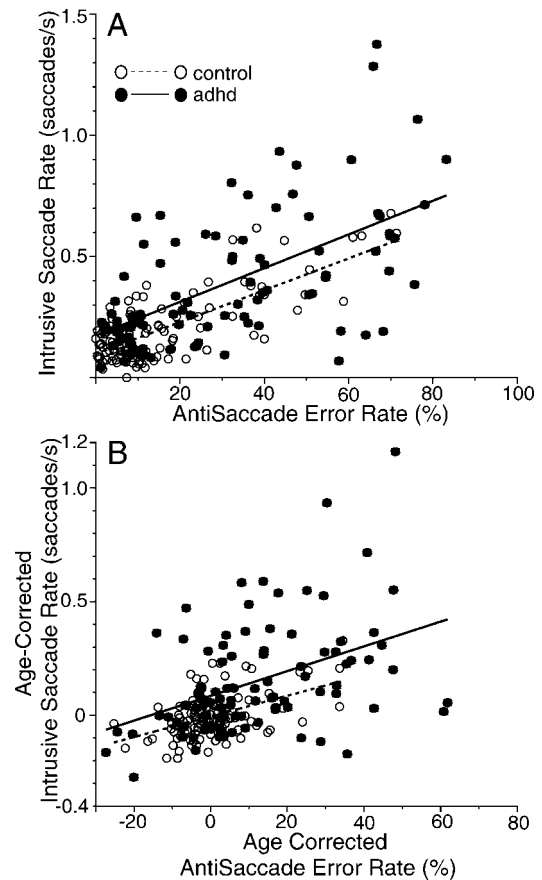 A
1.5
1.0
0.5
Intrusive Saccade Rate (saccades/s)
control
adhd
20
40
60
80
100
AntiSaccade Error Rate (%)
B
1.2
1.0
0.5
0
-0.4
Age-Corrected
Intrusive Saccade Rate (saccades/s)
-20
0
20
40
60
80
Age Corrected
AntiSaccade Error Rate (%)